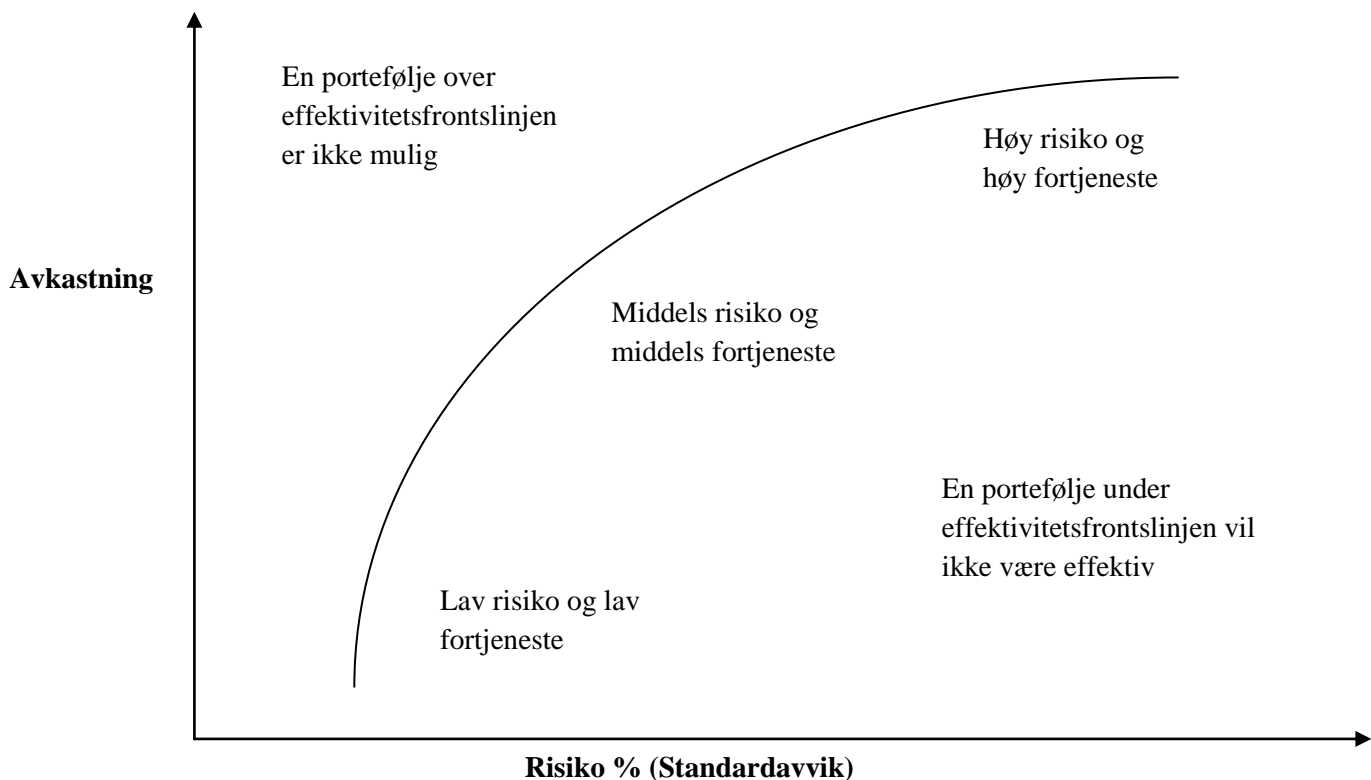 En portefølje over
effektivitetsfrontslinjen
er ikke mulig
Høy risiko og
høy fortjeneste
Avkastning
Middels risiko og
middels fortjeneste
En portefølje under
effektivitetsfrontslinjen vil
ikke være effektiv
Lav risiko og lav
fortjeneste
Risiko % (Standardavvik)